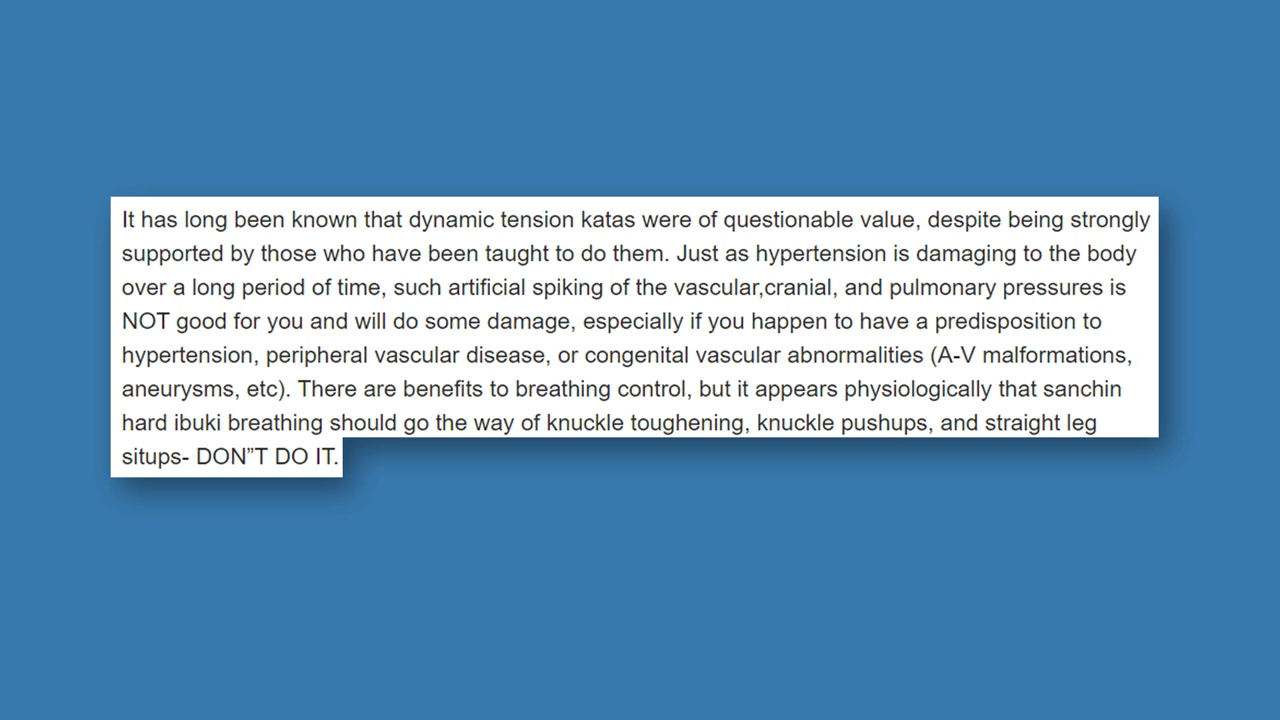 It has long been known that dynamic tension katas were of questionable value, despite being strongly
supported by those who have been taught to do them. Just as hypertension is damaging to the body
over a long period of time, such artificial spiking of the vascular,cranial, and pulmonary pressures is
NOT good for you and will do some damage, especially if you happen to have a predisposition to
hypertension, peripheral vascular disease, or congenital vascular abnormalities (A-V malformations,
aneurysms, etc). There are benefits to breathing control, but it appears physiologically that sanchin
hard ibuki breathing should go the way of knuckle toughening, knuckle pushups, and straight leg
situps- DON”T DO IT.